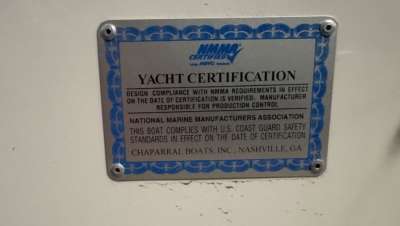 NMMA
CERTIFIED
YACHT CERTIFICATION
DESIGN COMPLIANCE WITH NMMA REQUIREMENTS IN EFFECT
ON THE DATE OF CERTIFICATION IS VERIFIED. MANUFACTURER
RESPONSIBLE FOR PRODUCTION CONTROL
NATIONAL MARINE MANUFACTURERS ASSOCIATION
THIS BOAT COMPLIES WITH U.S. COAST GUARD SAFETY
STANDARDS IN EFFECT ON THE DATE OF CERTIFICATION
CHAPARRAL BOATS, INC., NASHVILLE, GA